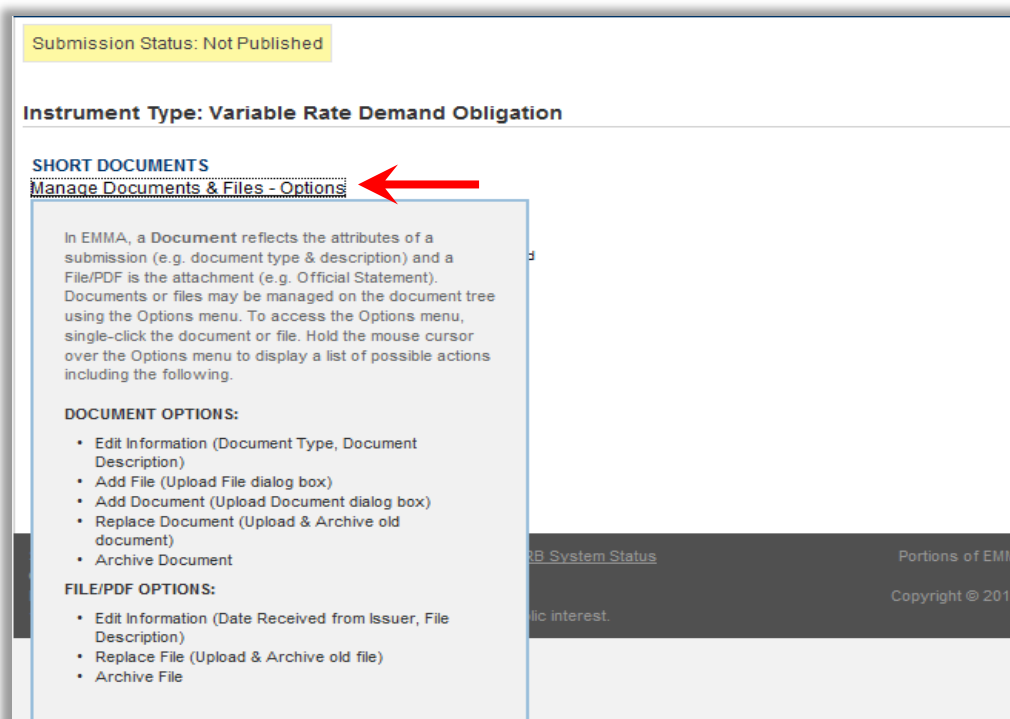 Submission Status: Not Published
Instrument Type: Variable Rate Demand Obligation
SHORT DOCUMENTS
Manage Documents & Files - Options
In EMMA, a Document reflects the attributes of a
submission (e.g. document type & description) and a
File/PDF is the attachment (e.g. Official Statement).
Documents or files may be managed on the document tree
using the Options menu. To access the Options menu,
single-click the document or file. Hold the mouse cursor
over the Options menu to display a list of possible actions
including the following.
DOCUMENT OPTIONS:
• Edit Information (Document Type, Document
Description)
• Add File (Upload File dialog box)
• Add Document (Upload Document dialog box)
• Replace Document (Upload & Archive old
document)
• Archive Document
FILE/PDF OPTIONS:
• Edit Information (Date Received from Issuer, File
Description)
• Replace File (Upload & Archive old file)
• Archive File
RB System Status
lic interest.
Portions of EMM
Copyright © 201